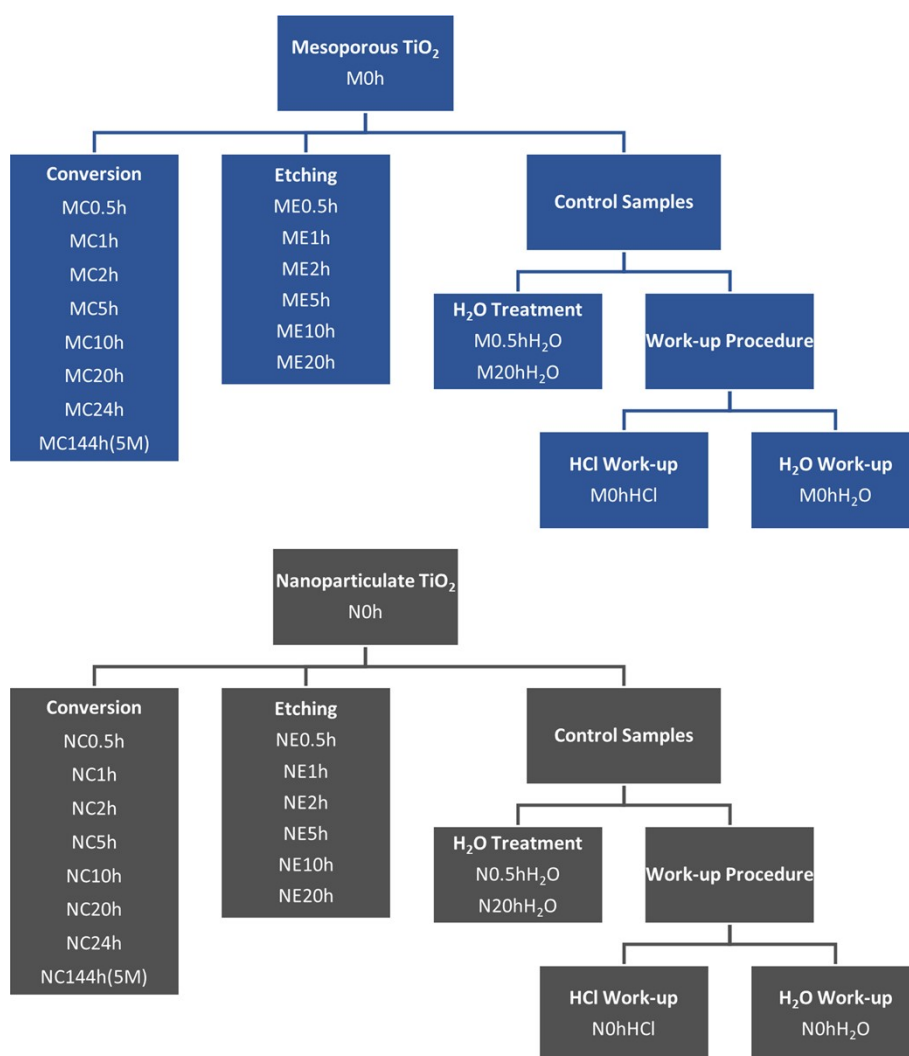 Mesoporous TiO₂
M0h
Conversion
MC0.5h
MC1h
MC2h
MC5h
MC10h
MC20h
MC24h
MC144h(5M)
Etching
ME0.5h
ME1h
ME2h
ME5h
ME10h
ME20h
Control Samples
H₂O Treatment
M0.5hH₂O
M20hH₂O
Work-up Procedure
HCl Work-up
M0hHCl
H₂O Work-up
M0hH₂O
Nanoparticulate TiO₂
N0h
Conversion
NC0.5h
NC1h
NC2h
NC5h
NC10h
NC20h
NC24h
NC144h(5M)
Etching
NE0.5h
NE1h
NE2h
NE5h
NE10h
NE20h
Control Samples
H₂O Treatment
N0.5hH₂O
N20hH₂O
Work-up Procedure
HCl Work-up
N0hHCl
H₂O Work-up
N0hH₂O